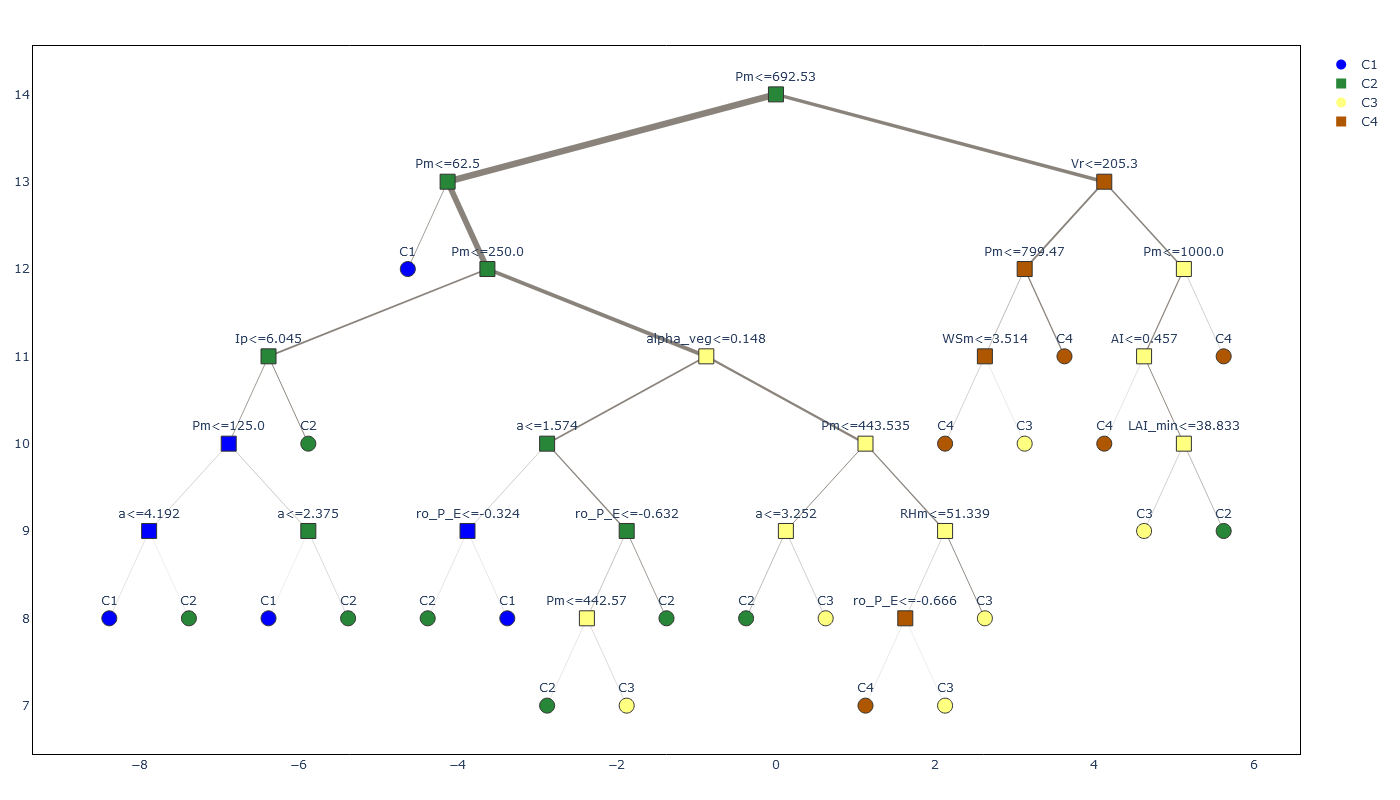 Pm<=692.53
C1
C2
C3
C4
14
Pm<=62.5
Vr<=205.3
13
C1
Pm<=250.0
Pm<=799.47
Pm<=1000.0
12
Ip<=6.045
alpha_veg<=0.148
WSm<=3.514
C4
AI<=0.457
C4
11
Pm<=125.0
C2
a<=1.574
Pm<=443.535
C4
C3
C4
LAI_min<=38.833
10
a<=4.192
a<=2.375
ro_P_E<=-0.324
ro_P_E<=-0.632
a<=3.252
RHm<=51.339
C3
C2
9
C1
C2
C1
C2
C2
C1
Pm<=442.57
C2
C2
C3
ro_P_E<=-0.666
C3
8
C2
C3
C4
C3
7
−8
−6
−4
−2
0
2
4
6